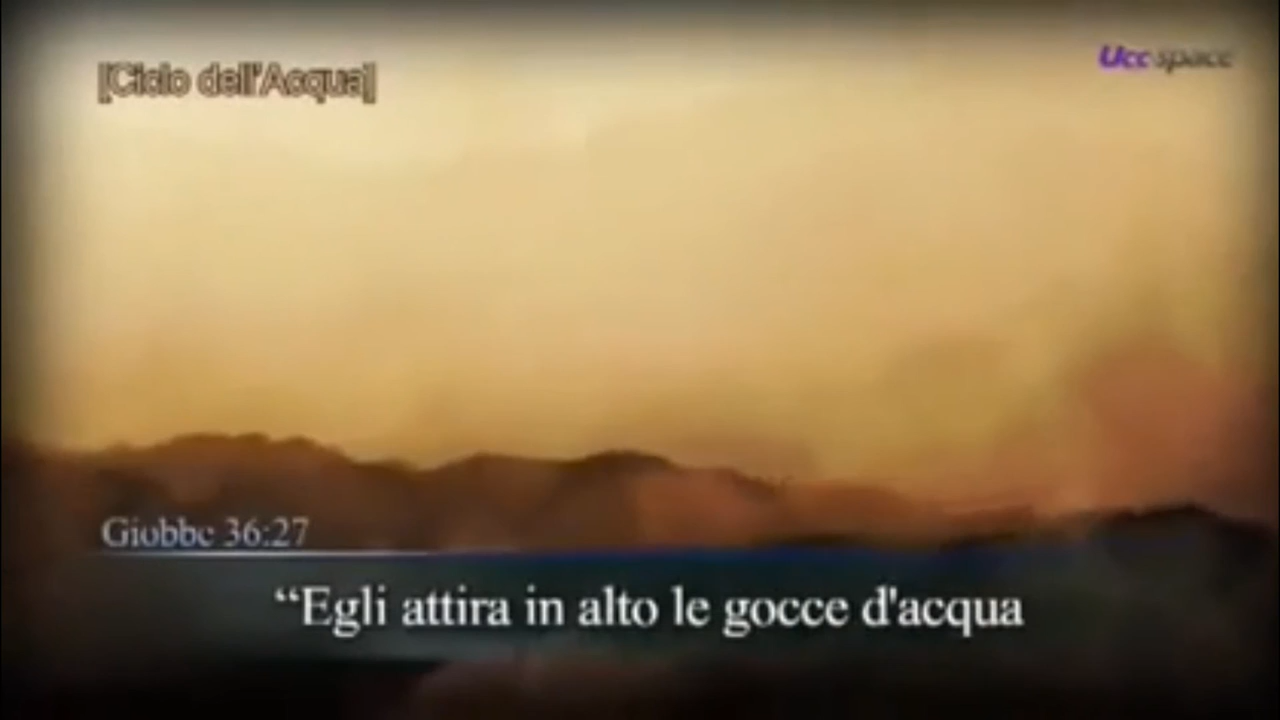 [Ciclo dell'Acqua]
Ucc space
Giobbe 36:27
“Egli attira in alto le gocce d'acqua